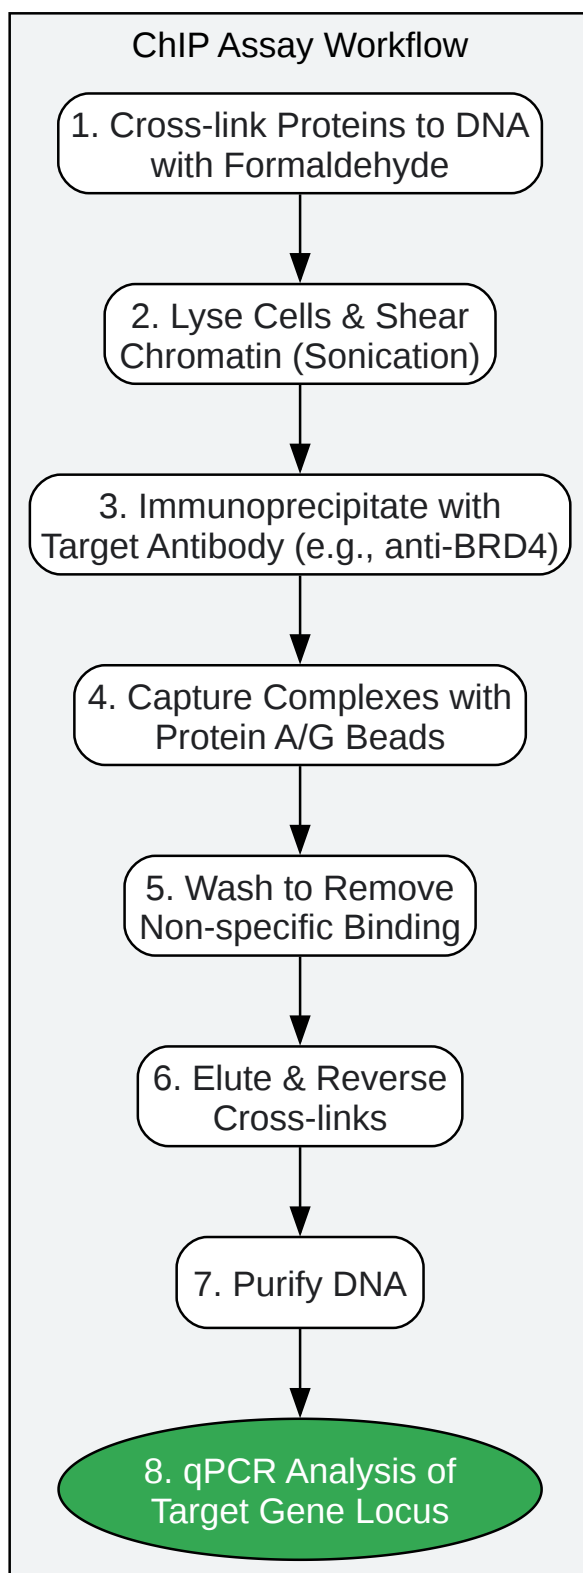 ChIP Assay Workflow
1. Cross-link Proteins to DNA
with Formaldehyde
2. Lyse Cells & Shear
Chromatin (Sonication)
3. Immunoprecipitate with
Target Antibody (e.g., anti-BRD4)
4. Capture Complexes with
Protein A/G Beads
5. Wash to Remove
Non-specific Binding
6. Elute & Reverse
Cross-links
7. Purify DNA
8. qPCR Analysis of
Target Gene Locus